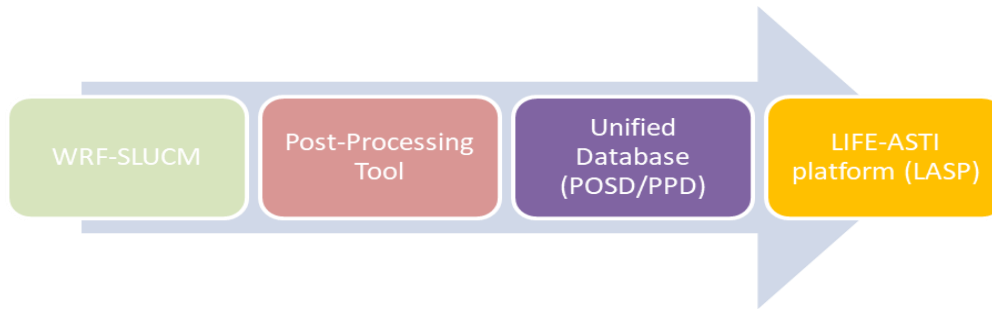 WRF-SLUCM
Post-Processing
Tool
Unified
Database
(POSD/PPD)
LIFE-ASTI
platform (LASP)